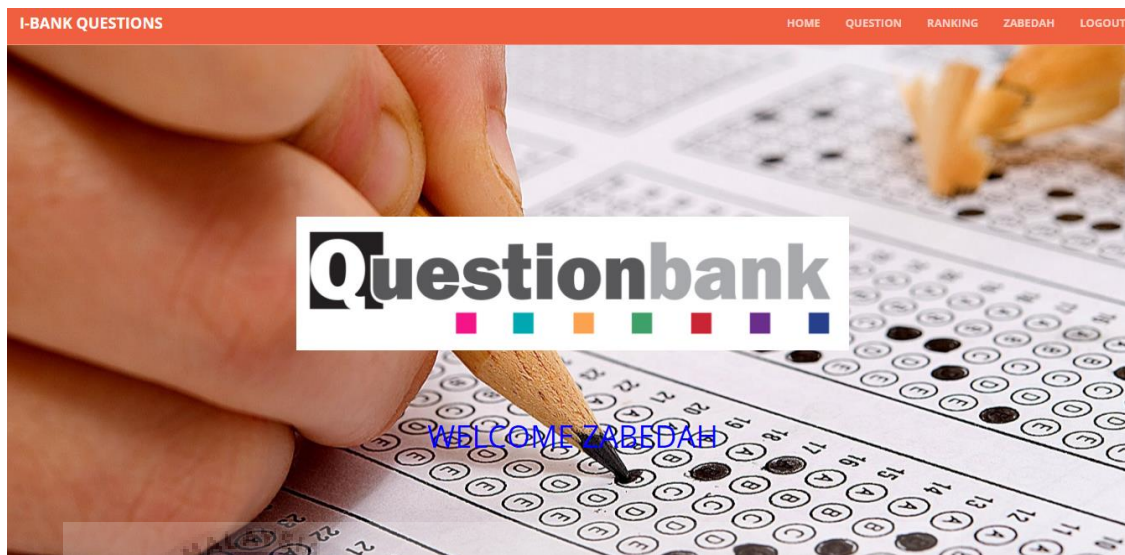 I-BANK QUESTIONS
HOME QUESTION RANKING ZABEDAH LOGOUT
Questionbank
WELCOME ZABEDAH